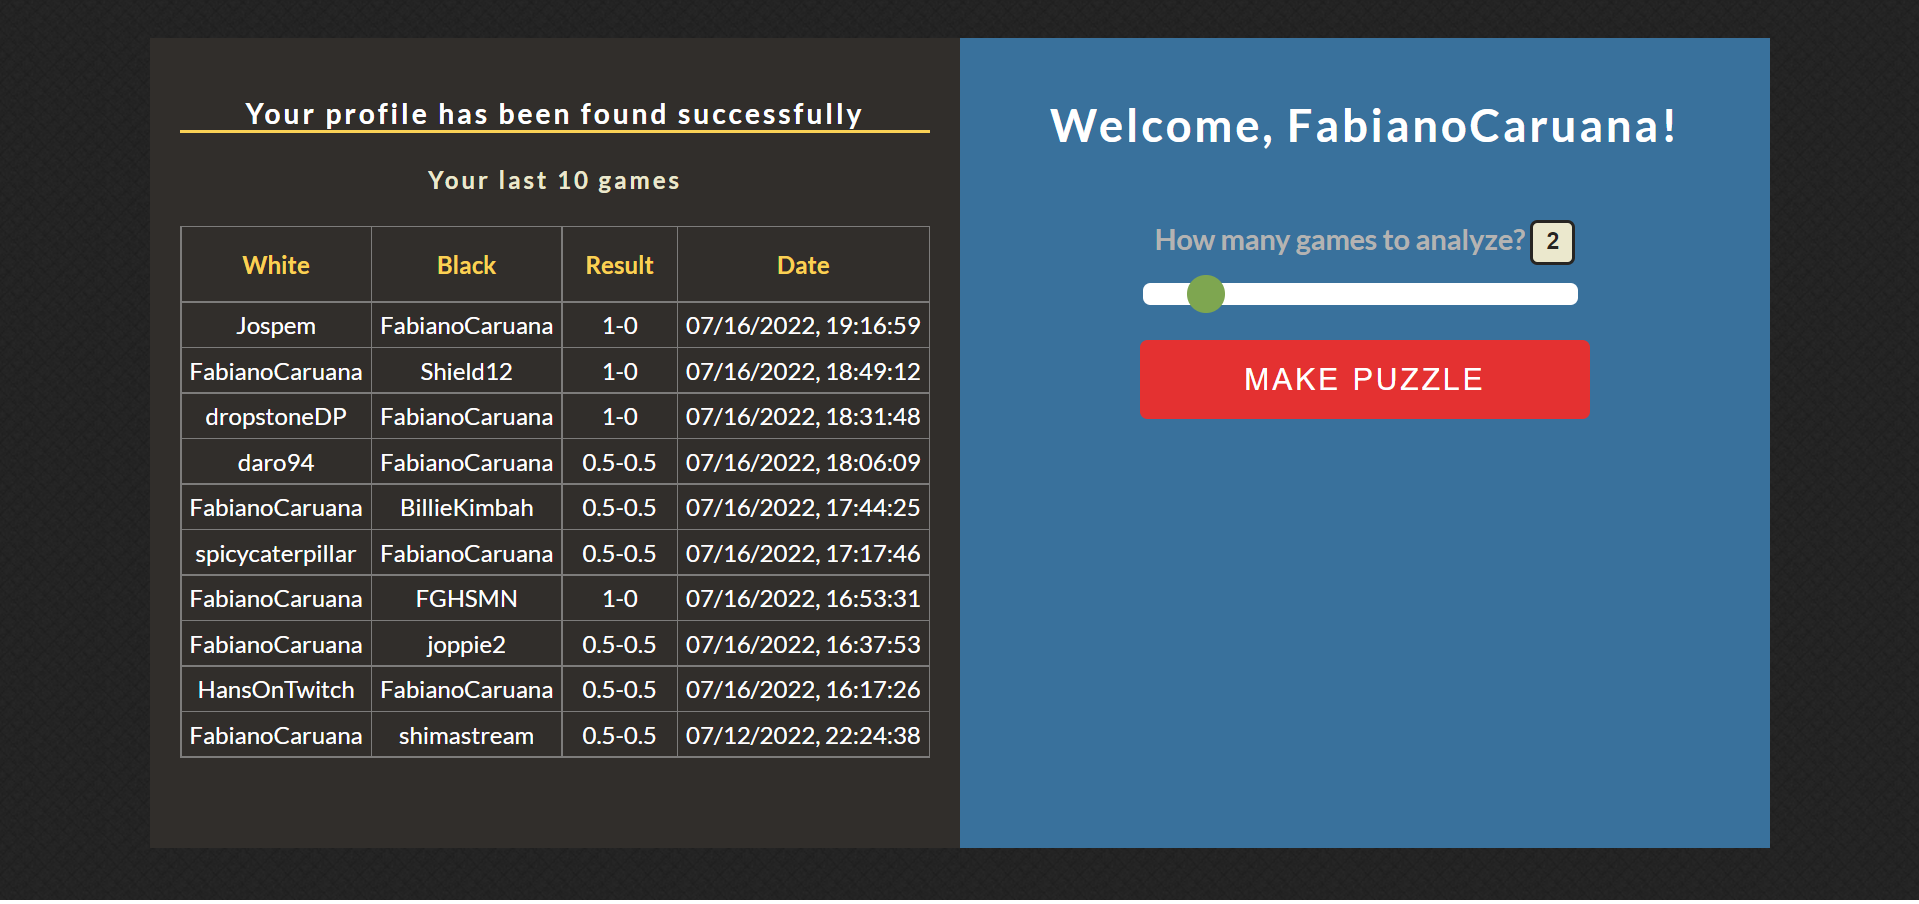 Your profile has been found successfully
Your last 10 games
White Black Result Date
Jospem FabianoCaruana 1-0 07/16/2022, 19:16:59
FabianoCaruana Shield12 1-0 07/16/2022, 18:49:12
dropstoneDP FabianoCaruana 1-0 07/16/2022, 18:31:48
daro94 FabianoCaruana 0.5-0.5 07/16/2022, 18:06:09
FabianoCaruana BillieKimbah 0.5-0.5 07/16/2022, 17:44:25
spicycaterpillar FabianoCaruana 0.5-0.5 07/16/2022, 17:17:46
FabianoCaruana FGHSMN 1-0 07/16/2022, 16:53:31
FabianoCaruana joppie2 0.5-0.5 07/16/2022, 16:37:53
HansOnTwitch FabianoCaruana 0.5-0.5 07/16/2022, 16:17:26
FabianoCaruana shimastream 0.5-0.5 07/12/2022, 22:24:38
Welcome, FabianoCaruana!
How many games to analyze? 2
MAKE PUZZLE